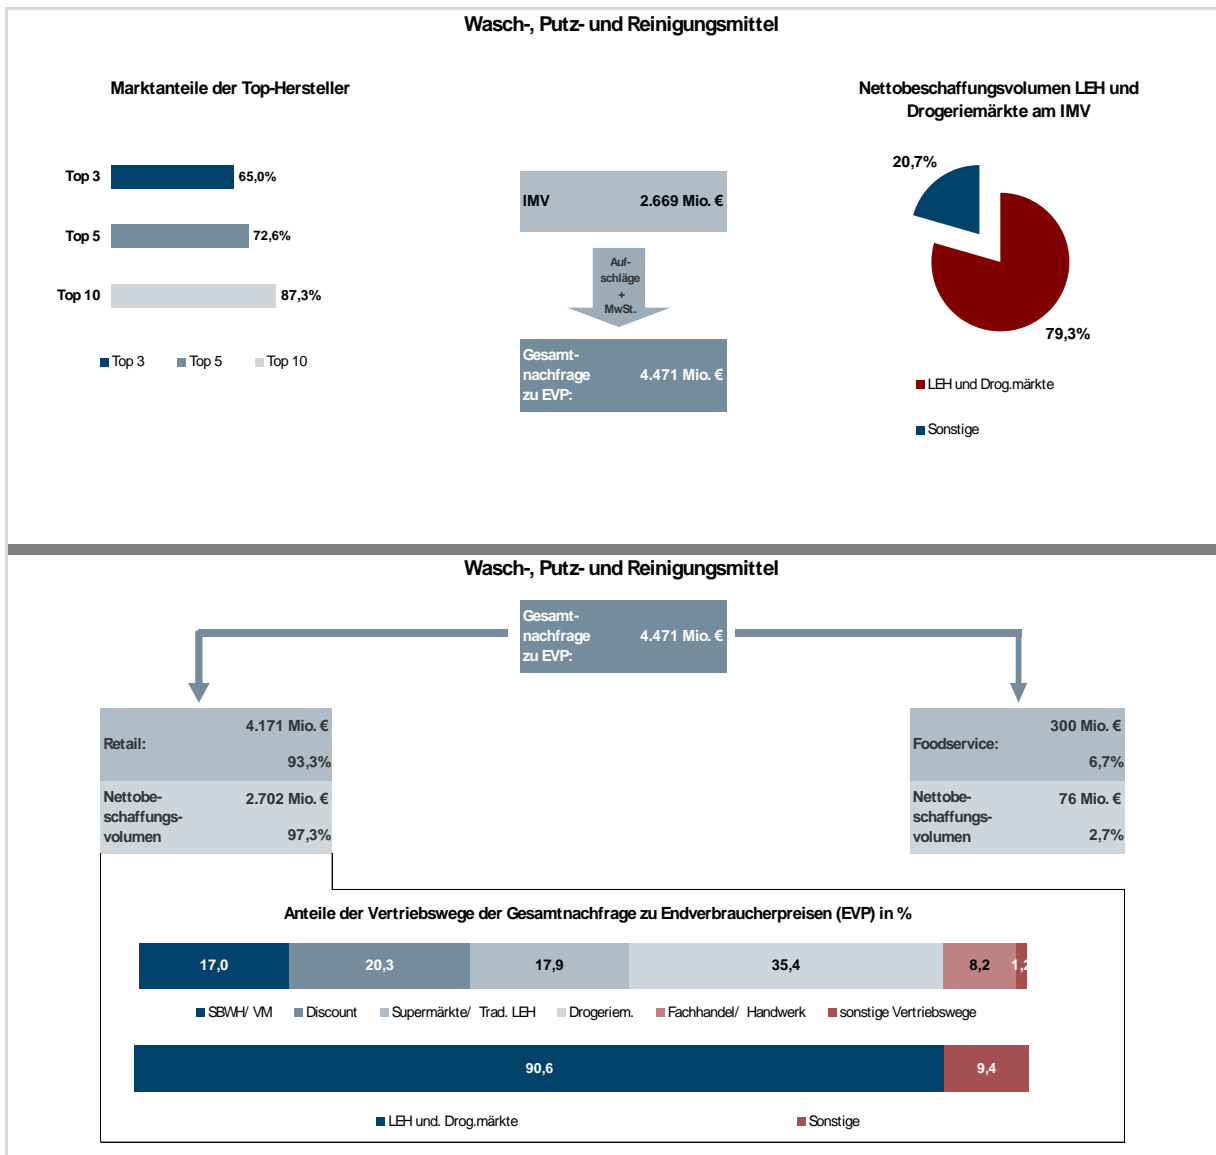 Wasch-, Putz- und Reinigungsmittel
Marktanteile der Top-Hersteller
Top 3
65,0%
Top 5
72,6%
Top 10
87,3%
Top 3
Top 5
Top 10
IMV
2.669 Mio. €
Auf-
schläge
+
MwSt.
Gesamt-
nachfrage
zu EVP:
4.471 Mio. €
Nettobeschaffungsvolumen LEH und
Drogeriemärkte am IMV
20,7%
79,3%
LEH und Drog.märkte
Sonstige
Wasch-, Putz- und Reinigungsmittel
Gesamt-
nachfrage
zu EVP:
4.471 Mio. €
Retail:
4.171 Mio. €
93,3%
Nettobe-
schaffungs-
volumen
2.702 Mio. €
97,3%
Foodservice:
300 Mio. €
6,7%
Nettobe-
schaffungs-
volumen
76 Mio. €
2,7%
Anteile der Vertriebswege der Gesamtnachfrage zu Endverbraucherpreisen (EVP) in %
17,0
20,3
17,9
35,4
8,2
1,2
SBWH/ VM
Discount
Supermärkte/ Trad. LEH
Drogeriem.
Fachhandel/ Handwerk
sonstige Vertriebswege
90,6
9,4
LEH und. Drog.märkte
Sonstige